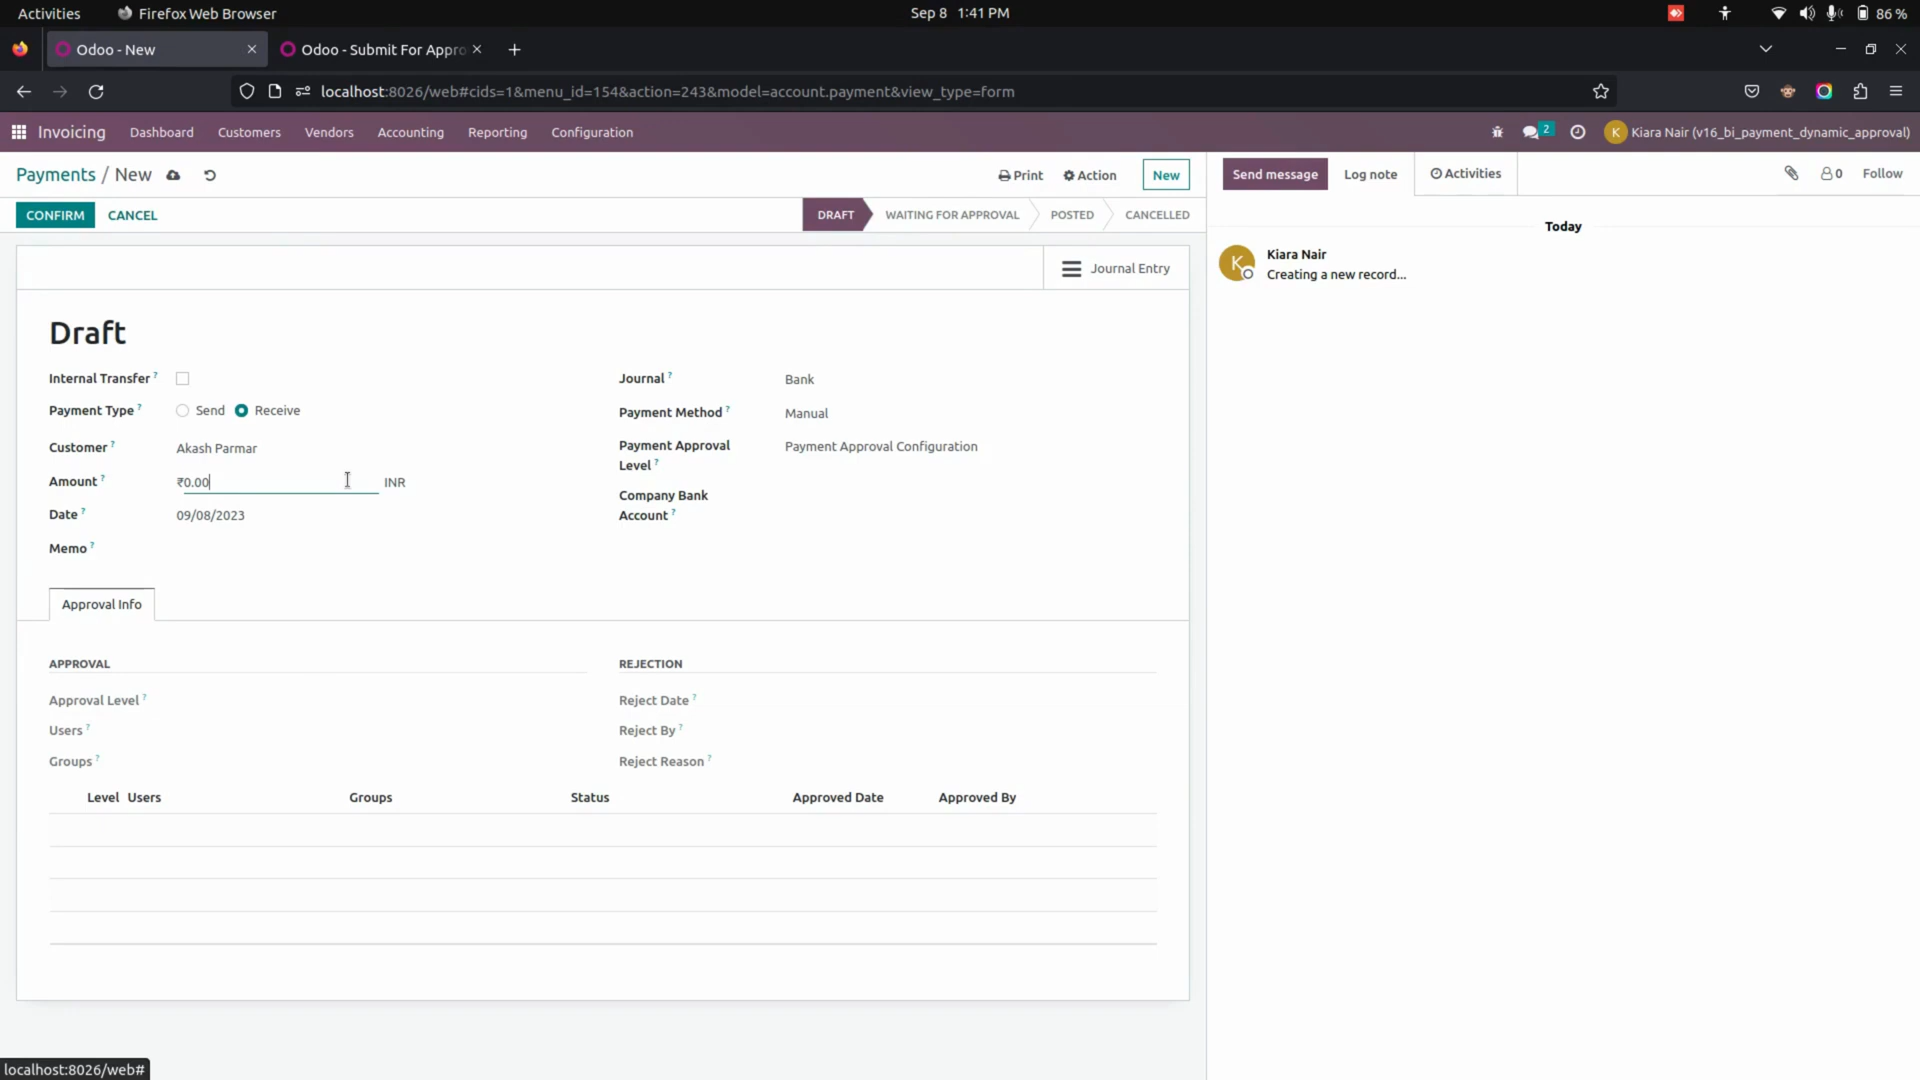 Activities Firefox Web Browser Sep 8 1:41 PM 86 %
Odoo - New Odoo - Submit For Appro
localhost:8026/web#cids=1&menu_id=154&action=243&model=account.payment&view_type=form
Invoicing Dashboard Customers Vendors Accounting Reporting Configuration 2 K Kiara Nair (v16_bi_payment_dynamic_approval)
Payments / New Print Action New Send message Log note Activities 0 Follow
CONFIRM CANCEL DRAFT WAITING FOR APPROVAL POSTED CANCELLED
Today
Journal Entry
K Kiara Nair
Creating a new record...
Draft
Internal Transfer ? Journal ? Bank
Payment Type ? Send Receive Payment Method ? Manual
Customer ? Akash Parmar Payment Approval Level ? Payment Approval Configuration
Amount ? ₹0.00 INR Company Bank Account ?
Date ? 09/08/2023
Memo ?
Approval Info
APPROVAL REJECTION
Approval Level ? Reject Date ?
Users ? Reject By ?
Groups ? Reject Reason ?
Level Users Groups Status Approved Date Approved By
localhost:8026/web#